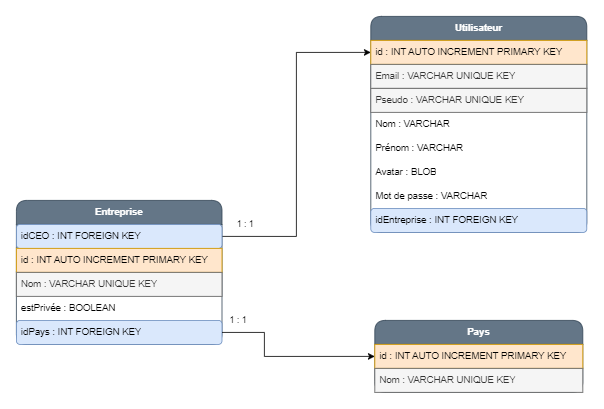 Utilisateur
id : INT AUTO INCREMENT PRIMARY KEY
Email : VARCHAR UNIQUE KEY
Pseudo : VARCHAR UNIQUE KEY
Nom : VARCHAR
Prénom : VARCHAR
Avatar : BLOB
Mot de passe : VARCHAR
idEntreprise : INT FOREIGN KEY
Entreprise
idCEO : INT FOREIGN KEY
id : INT AUTO INCREMENT PRIMARY KEY
Nom : VARCHAR UNIQUE KEY
estPrivée : BOOLEAN
idPays : INT FOREIGN KEY
1 : 1
1 : 1
Pays
id : INT AUTO INCREMENT PRIMARY KEY
Nom : VARCHAR UNIQUE KEY